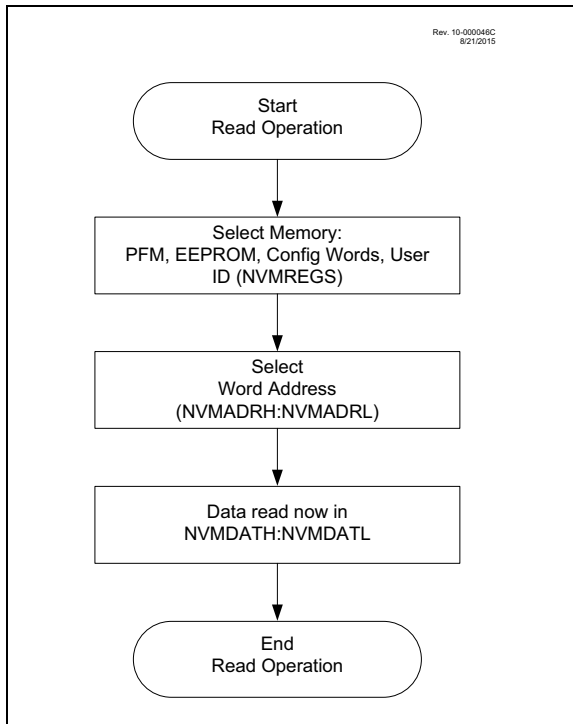 Rev. 10-000046C
8/21/2015
Start
Read Operation
Select Memory:
PFM, EEPROM, Config Words, User
ID (NVMREGS)
Select
Word Address
(NVMADRH:NVMADRL)
Data read now in
NVMDATH:NVMDATL
End
Read Operation